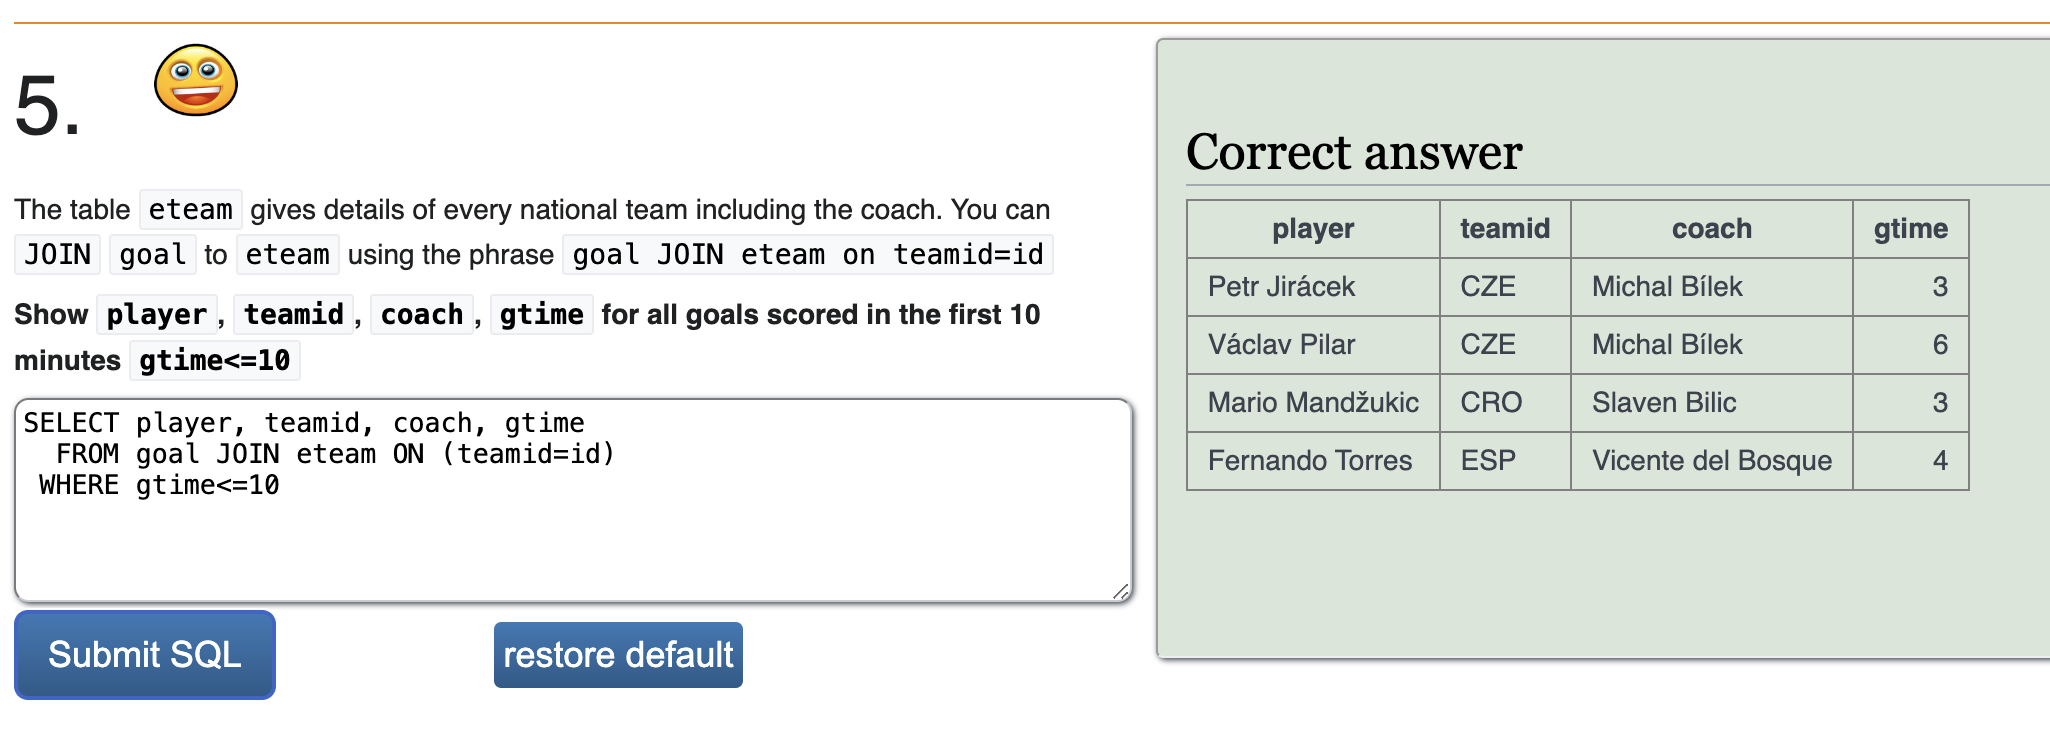 5.
The table eteam gives details of every national team including the coach. You can
JOIN goal to eteam using the phrase goal JOIN eteam on teamid=id
Show player, teamid, coach, gtime for all goals scored in the first 10
minutes gtime<=10
SELECT player, teamid, coach, gtime
  FROM goal JOIN eteam ON (teamid=id)
 WHERE gtime<=10
Submit SQL restore default
Correct answer
player teamid coach gtime
Petr Jirácek CZE Michal Bílek 3
Václav Pilar CZE Michal Bílek 6
Mario Mandžukic CRO Slaven Bilic 3
Fernando Torres ESP Vicente del Bosque 4